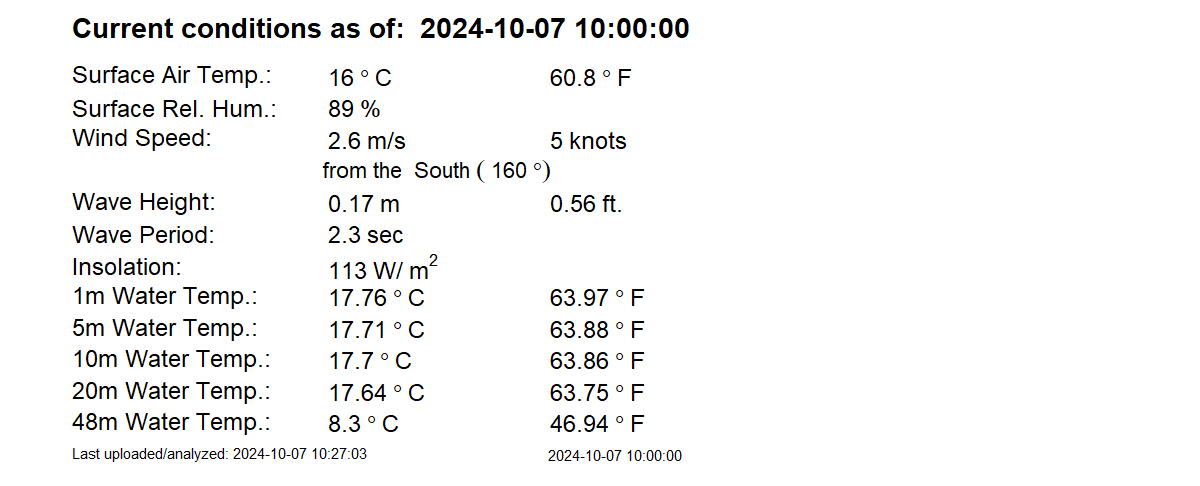 Current conditions as of: 2024-10-07 10:00:00
Surface Air Temp.: 16 ° C 60.8 ° F
Surface Rel. Hum.: 89 %
Wind Speed: 2.6 m/s 5 knots
from the South ( 160 °)
Wave Height: 0.17 m 0.56 ft.
Wave Period: 2.3 sec
Insolation: 113 W/ m²
1m Water Temp.: 17.76 ° C 63.97 ° F
5m Water Temp.: 17.71 ° C 63.88 ° F
10m Water Temp.: 17.7 ° C 63.86 ° F
20m Water Temp.: 17.64 ° C 63.75 ° F
48m Water Temp.: 8.3 ° C 46.94 ° F
Last uploaded/analyzed: 2024-10-07 10:27:03 2024-10-07 10:00:00